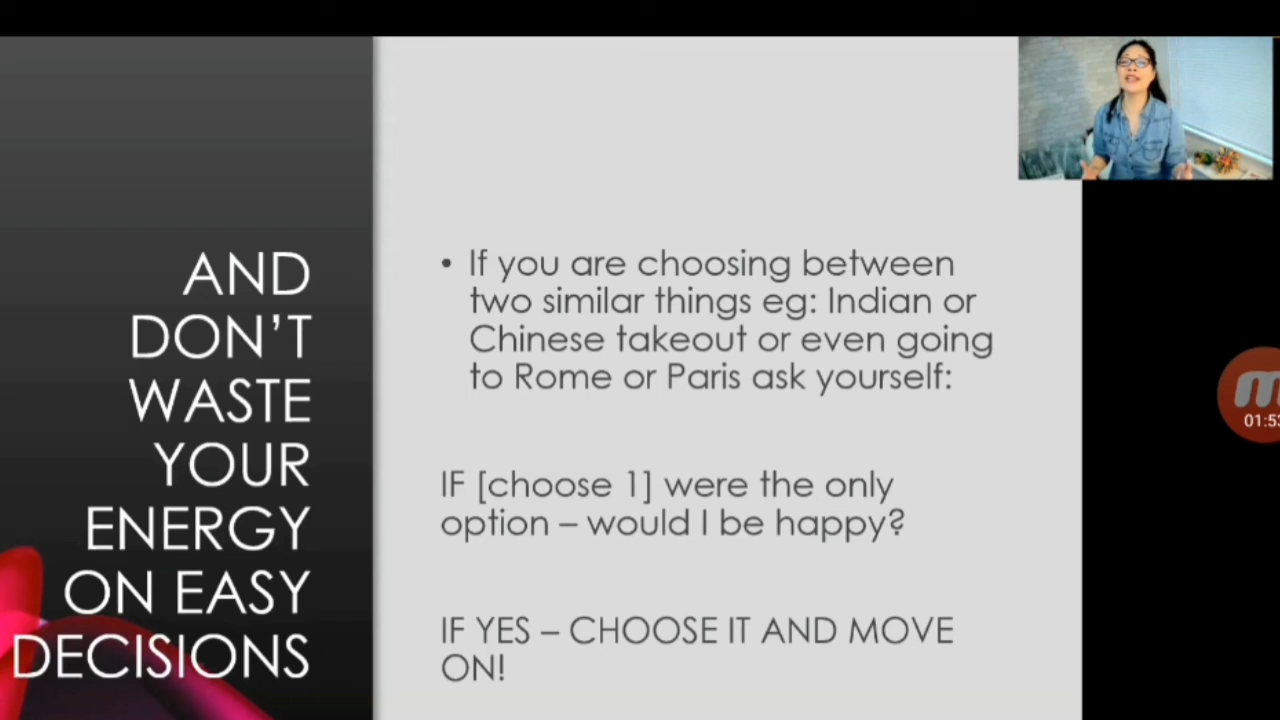 AND
DON'T
WASTE
YOUR
ENERGY
ON EASY
DECISIONS
• If you are choosing between
two similar things eg: Indian or
Chinese takeout or even going
to Rome or Paris ask yourself:
IF [choose 1] were the only
option – would I be happy?
IF YES – CHOOSE IT AND MOVE
ON!
01:53